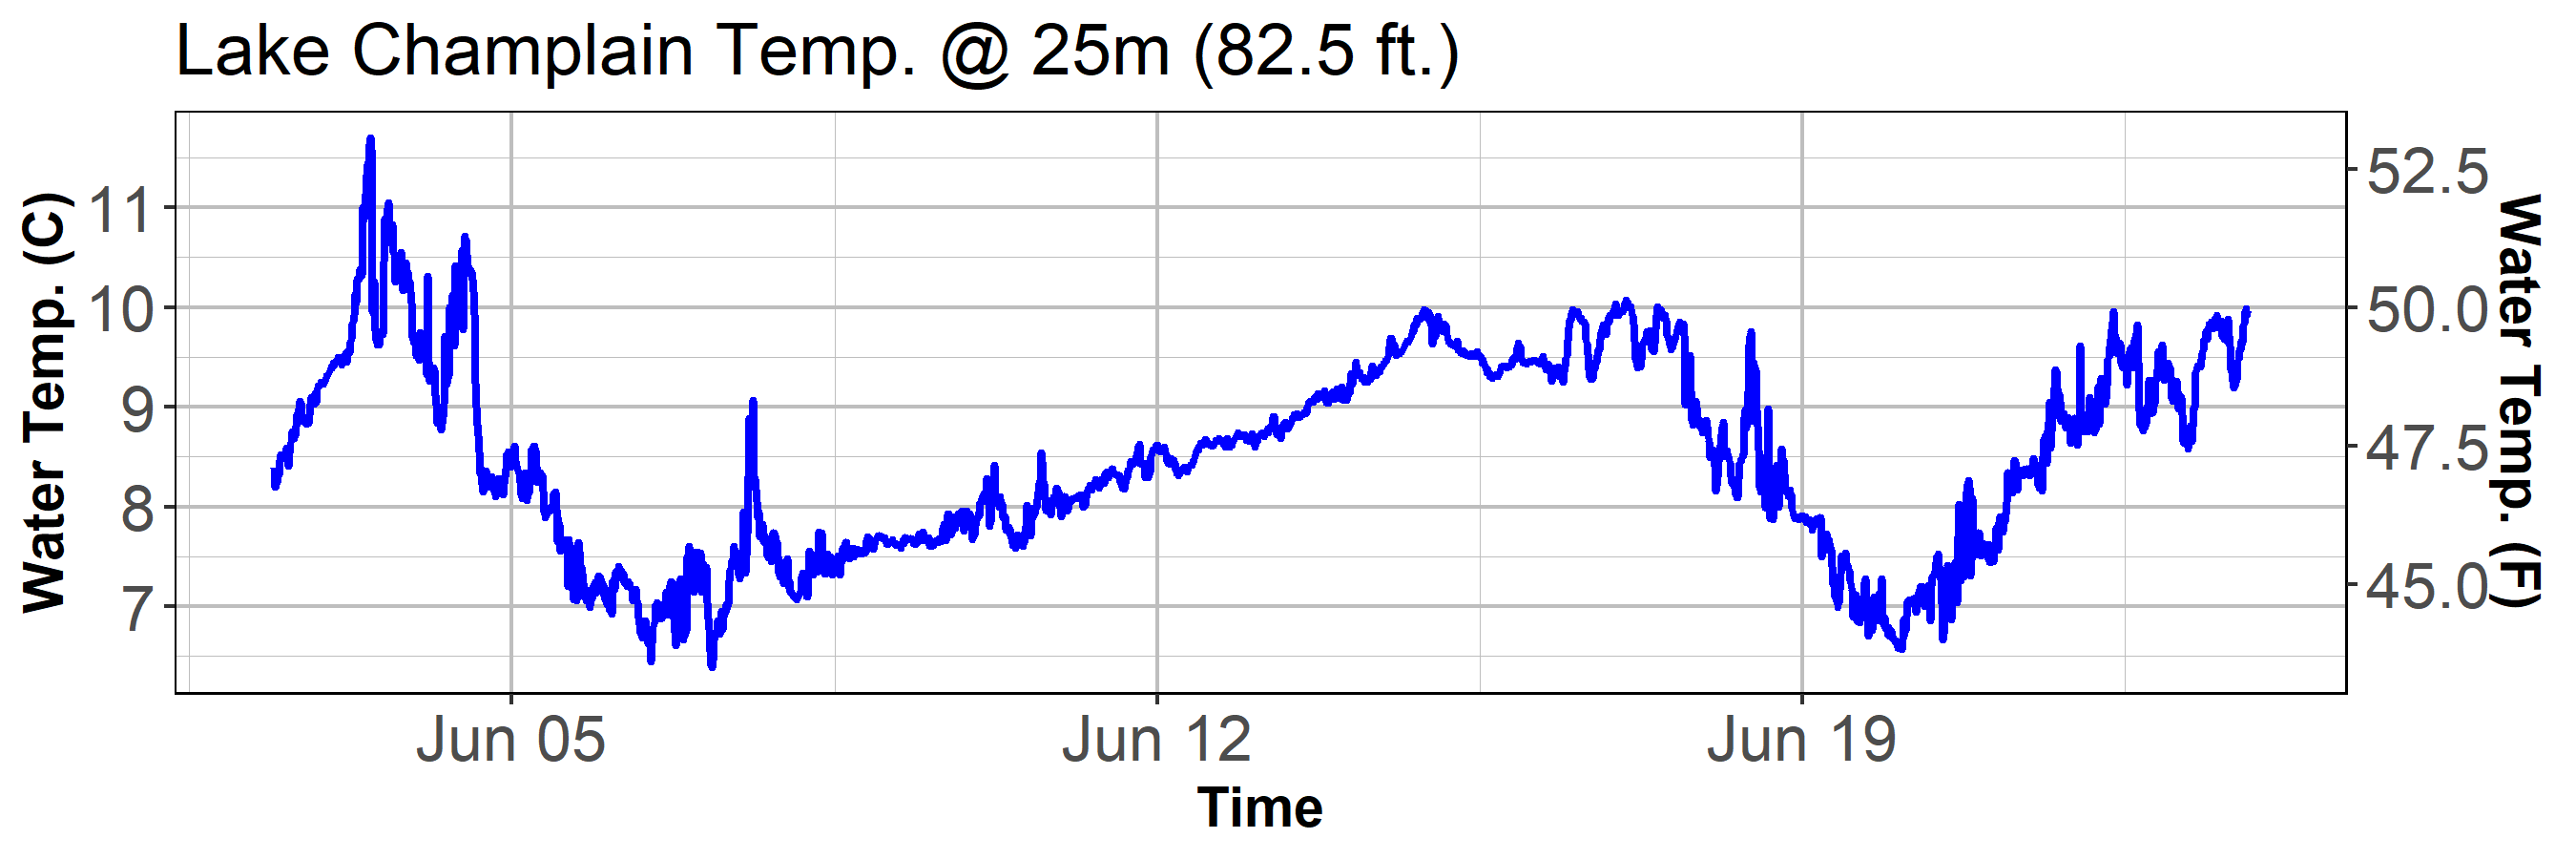 Lake Champlain Temp. @ 25m (82.5 ft.)
Water Temp. (C)
11
10
9
8
7
52.5
50.0
47.5
45.0
Water Temp. (F)
Jun 05
Jun 12
Jun 19
Time